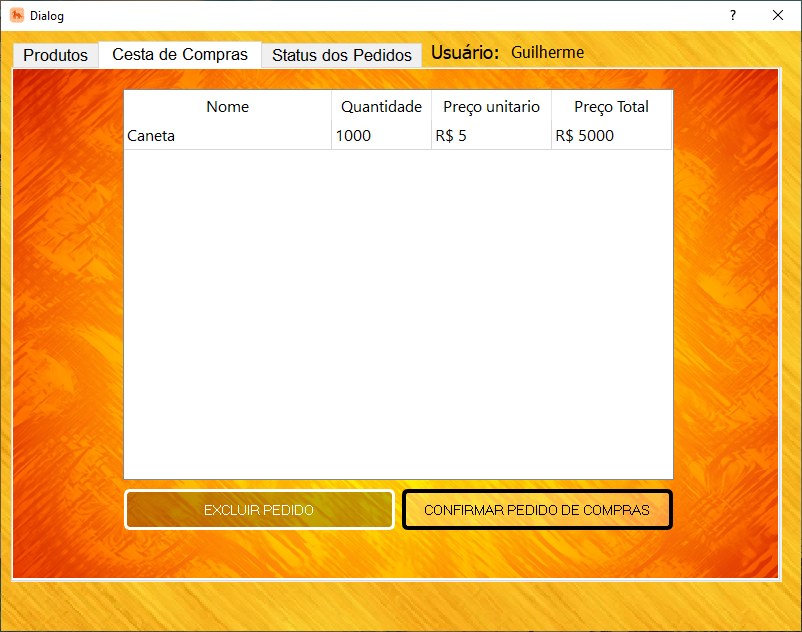 Dialog ?
Produtos Cesta de Compras Status dos Pedidos Usuário: Guilherme
Nome Quantidade Preço unitario Preço Total
Caneta 1000 R$ 5 R$ 5000
EXCLUIR PEDIDO CONFIRMAR PEDIDO DE COMPRAS